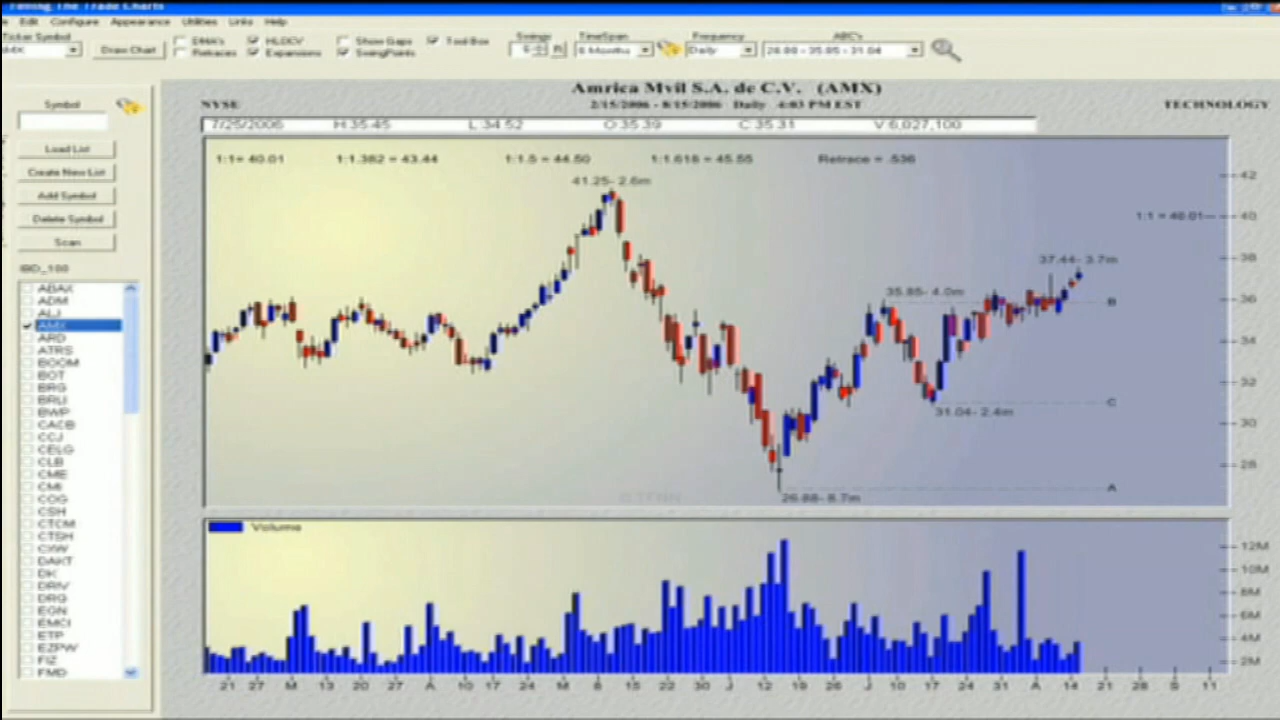 Timing The Trade Charts
Edit Configure Appearance Utilities Links Help
Ticker Symbol
AMX
Draw Chart
EMA's HLOCV Show Gaps Tool Box
Retraces Expansions SwingPoints
Swings TimeSpan Frequency ABC's
6 Months Daily 26.88 - 35.85 - 31.04
Amrica Mvil S.A. de C.V. (AMX)
NYSE 2/15/2006 - 8/15/2006 Daily 4:03 PM EST TECHNOLOGY
7/25/2006 H:35.45 L:34.52 O:35.39 C:35.31 V:6,027,100
1:1= 40.01 1:1.382 = 43.44 1:1.5 = 44.50 1:1.618 = 45.55 Retrace = .536
41.25- 2.6m
1:1 = 40.01
37.44- 3.7m
35.85- 4.0m
B
C
31.04- 2.4m
A
26.88- 6.7m
42
40
38
36
34
32
30
28
Symbol
Load List
Create New List
Add Symbol
Delete Symbol
Scan
IBD_100
ABAX
ADM
ALJ
AMX
ARD
ATRS
BOOM
BOT
BRG
BRLI
BWP
CACB
CCJ
CELG
CLB
CME
CMI
COG
CSH
CTCM
CTSH
CXW
DAKT
DK
DRIV
DRQ
EGN
EMCI
ETP
EZPW
FIZ
FMD
Volume
12M
10M
8M
6M
4M
2M
21 27 M 13 20 27 A 10 17 24 M 8 15 22 30 J 12 19 26 J 10 17 24 31 A 14 21 28 S 11